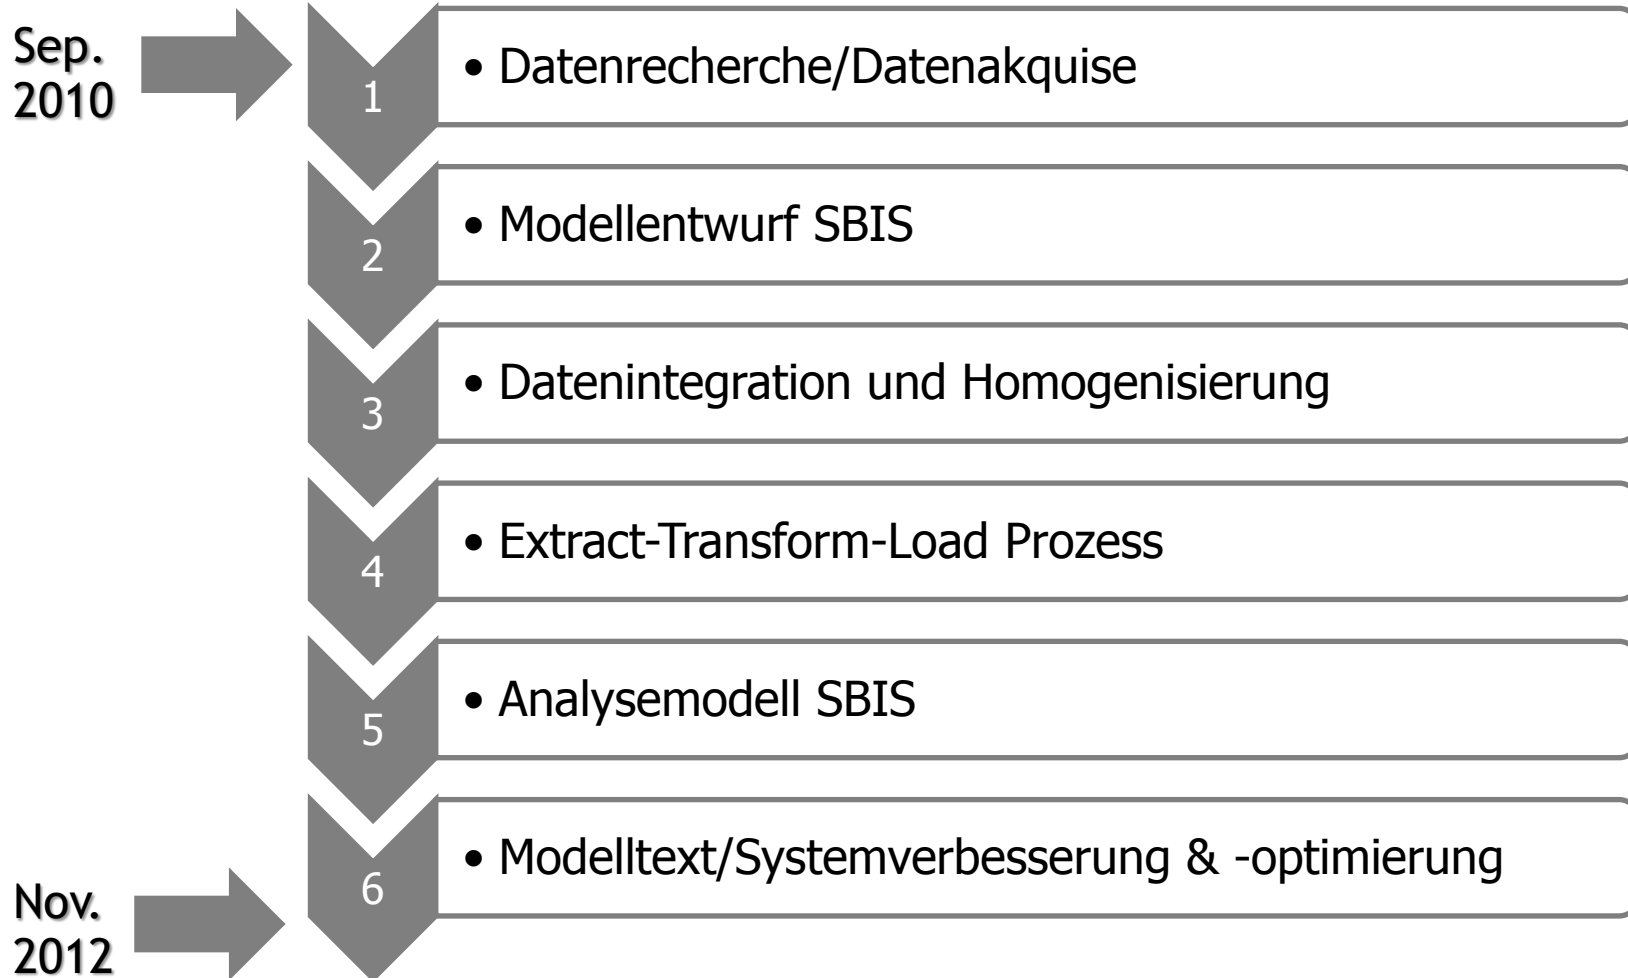 Sep.
2010
1
• Datenrecherche/Datenakquise
2
• Modellentwurf SBIS
3
• Datenintegration und Homogenisierung
4
• Extract-Transform-Load Prozess
5
• Analysemodell SBIS
6
• Modelltext/Systemverbesserung & -optimierung
Nov.
2012